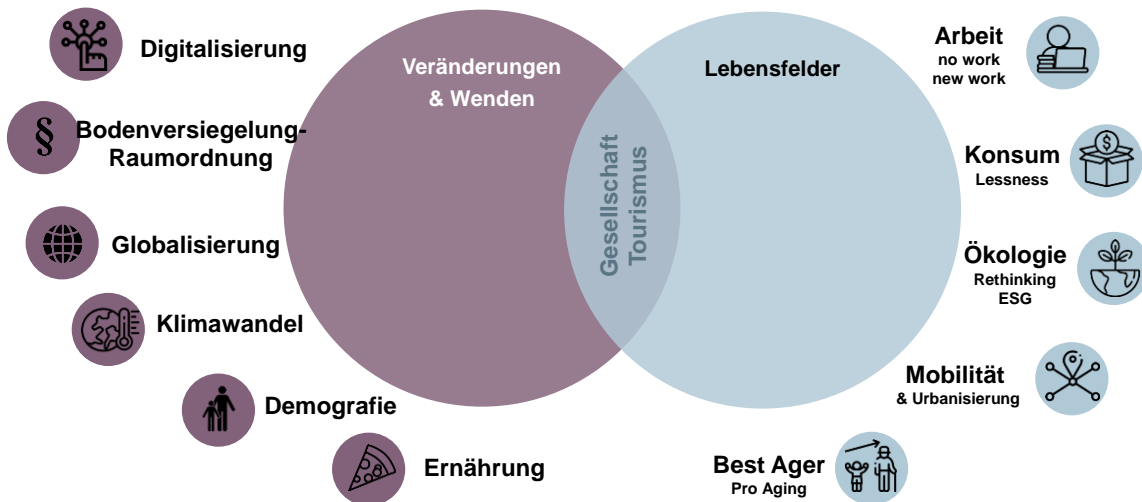 Digitalisierung
§
Bodenversiegelung-
Raumordnung
Globalisierung
Klimawandel
Demografie
Ernährung
Veränderungen
& Wenden
Gesellschaft
Tourismus
Lebensfelder
Arbeit
no work
new work
$
Konsum
Lessness
Ökologie
Rethinking
ESG
Mobilität
& Urbanisierung
Best Ager
Pro Aging